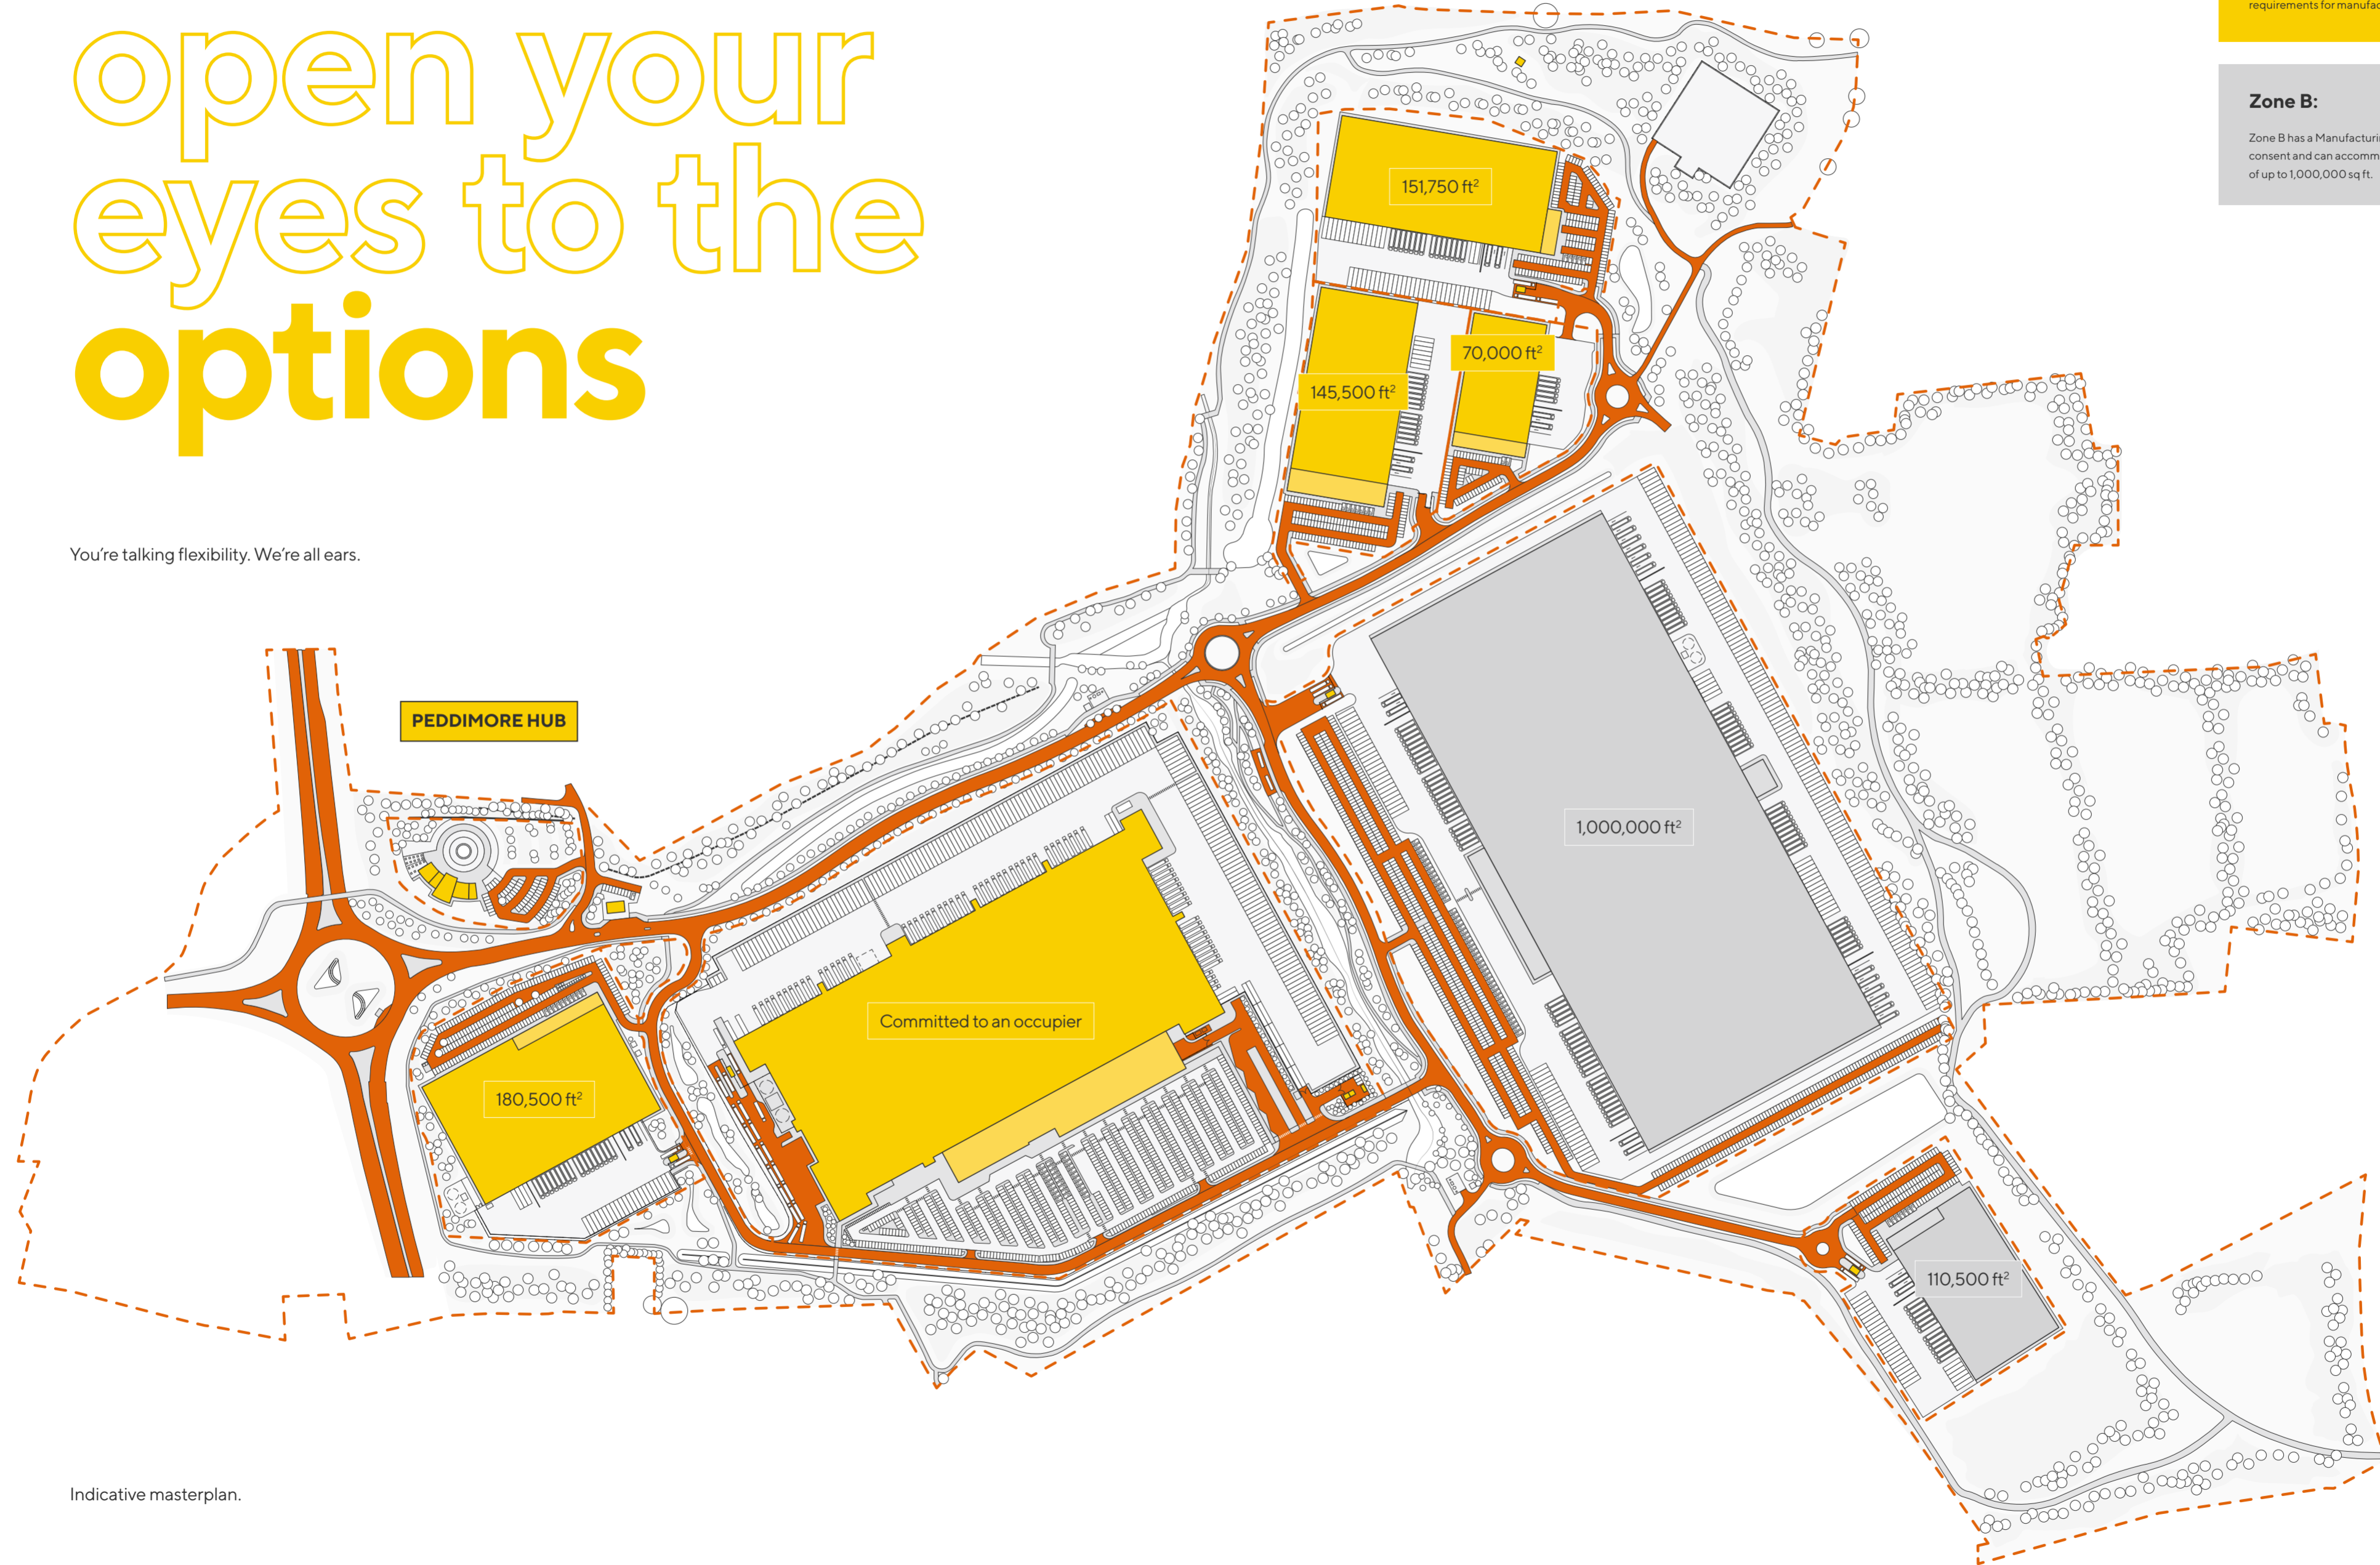 open your
eyes to the
options
You're talking flexibility. We're all ears.
requirements for
Zone B:
Zone B has a
consent and can
of up to 1,000,000 sq ft.
151,750 ft²
70,000 ft²
145,500 ft²
PEDDIMORE HUB
1,000,000 ft²
Committed to an occupier
180,500 ft²
110,500 ft²
Indicative masterplan.